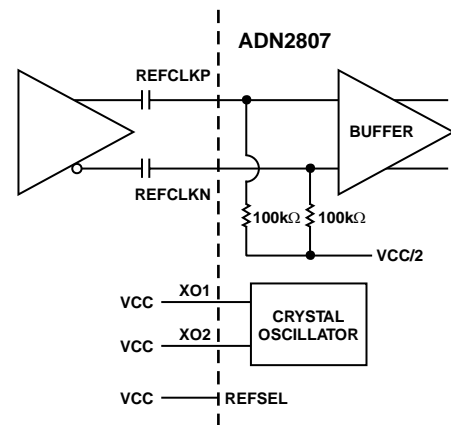 ADN2807
REFCLKP
BUFFER
REFCLKN
100kΩ 100kΩ
VCC/2
VCC XO1
CRYSTAL
OSCILLATOR
VCC XO2
VCC REFSEL